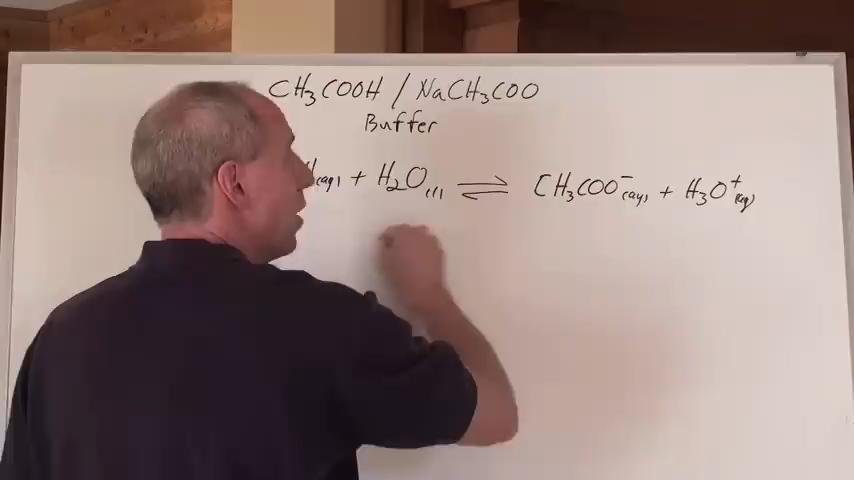 CH₃COOH / NaCH₃COO
Buffer
H(aq) + H₂O(l) ⇌ CH₃COO⁻(aq) + H₃O⁺(aq)